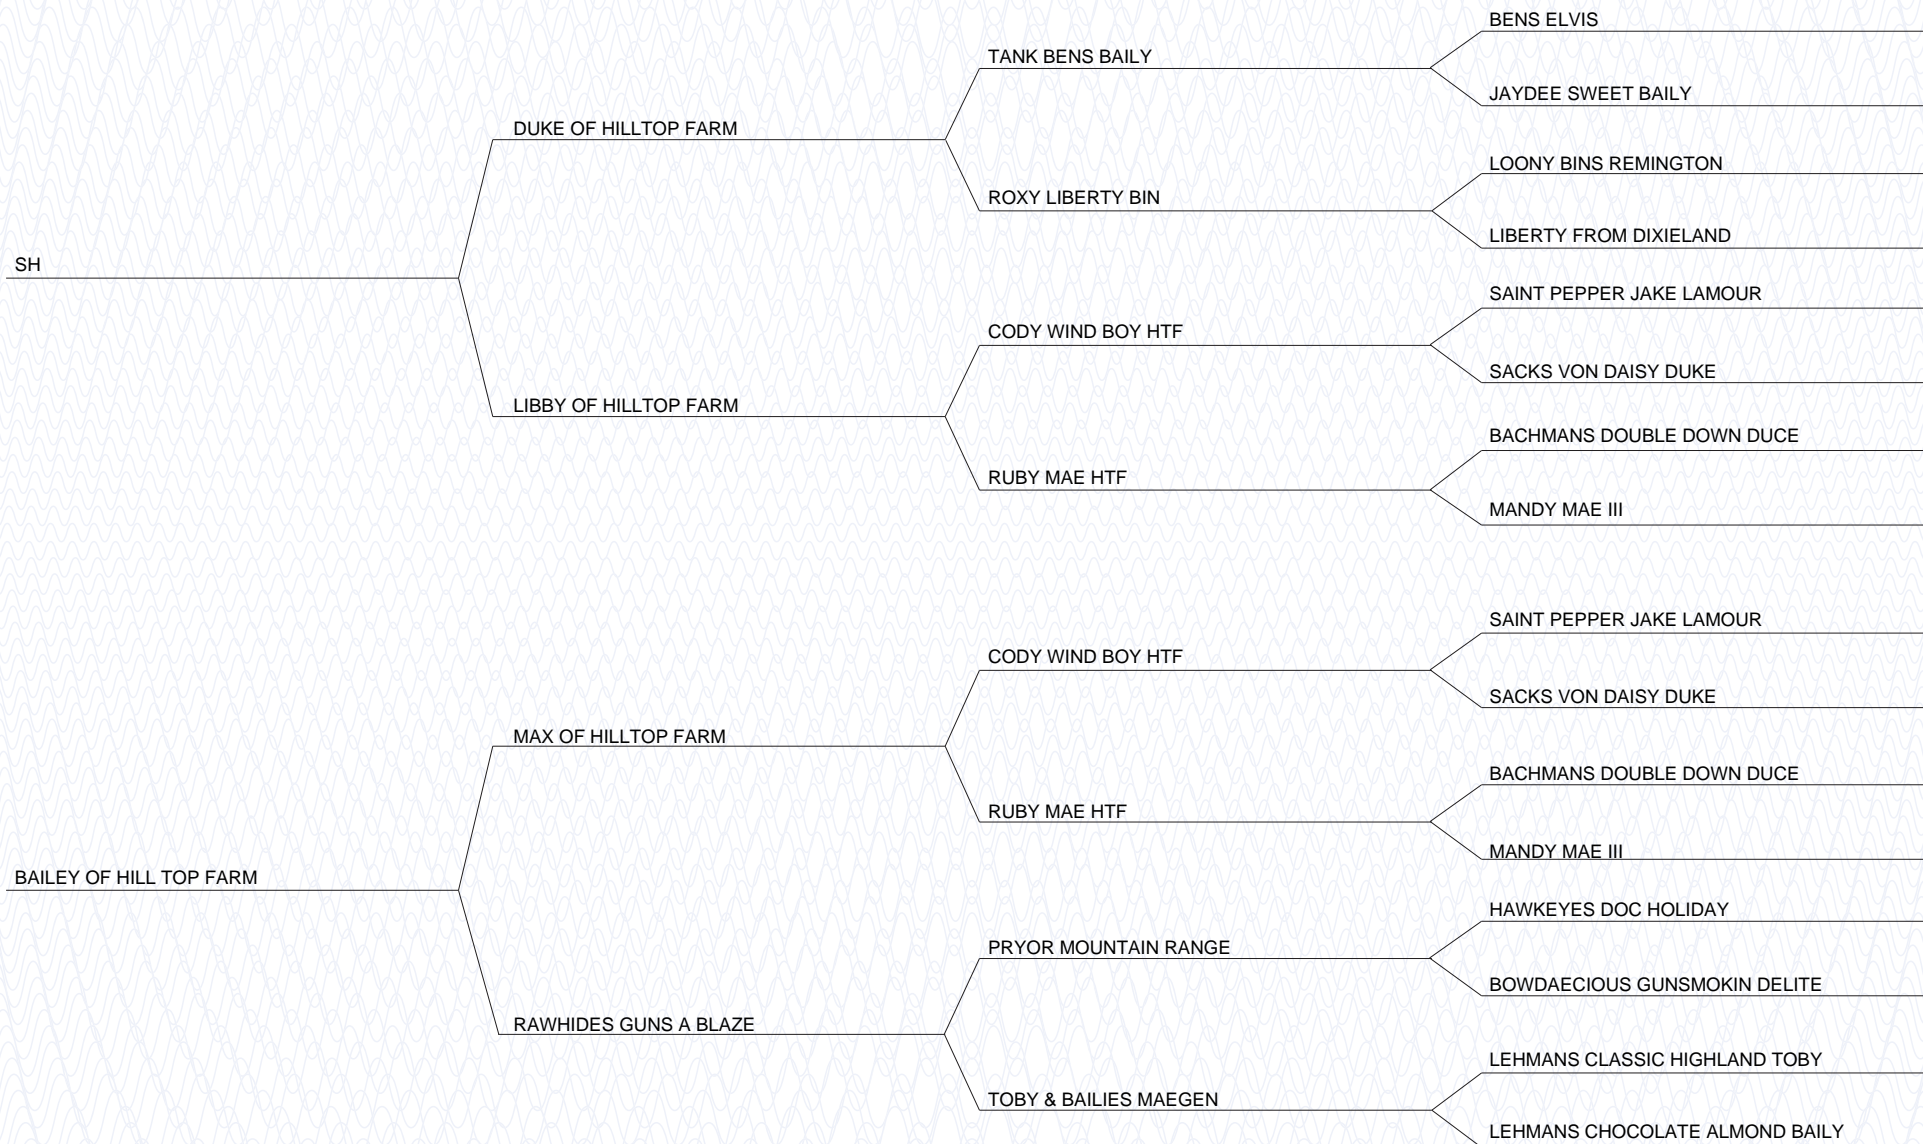 BENS ELVIS
TANK BENS BAILY
JAYDEE SWEET BAILY
DUKE OF HILLTOP FARM
LOONY BINS REMINGTON
ROXY LIBERTY BIN
LIBERTY FROM DIXIELAND
SH
SAINT PEPPER JAKE LAMOUR
CODY WIND BOY HTF
SACKS VON DAISY DUKE
LIBBY OF HILLTOP FARM
BACHMANS DOUBLE DOWN DUCE
RUBY MAE HTF
MANDY MAE III
SAINT PEPPER JAKE LAMOUR
CODY WIND BOY HTF
SACKS VON DAISY DUKE
MAX OF HILLTOP FARM
BACHMANS DOUBLE DOWN DUCE
RUBY MAE HTF
MANDY MAE III
BAILEY OF HILL TOP FARM
HAWKEYES DOC HOLIDAY
PRYOR MOUNTAIN RANGE
BOWDAECIOUS GUNSMOKIN DELITE
RAWHIDES GUNS A BLAZE
LEHMANS CLASSIC HIGHLAND TOBY
TOBY & BAILIES MAEGEN
LEHMANS CHOCOLATE ALMOND BAILY